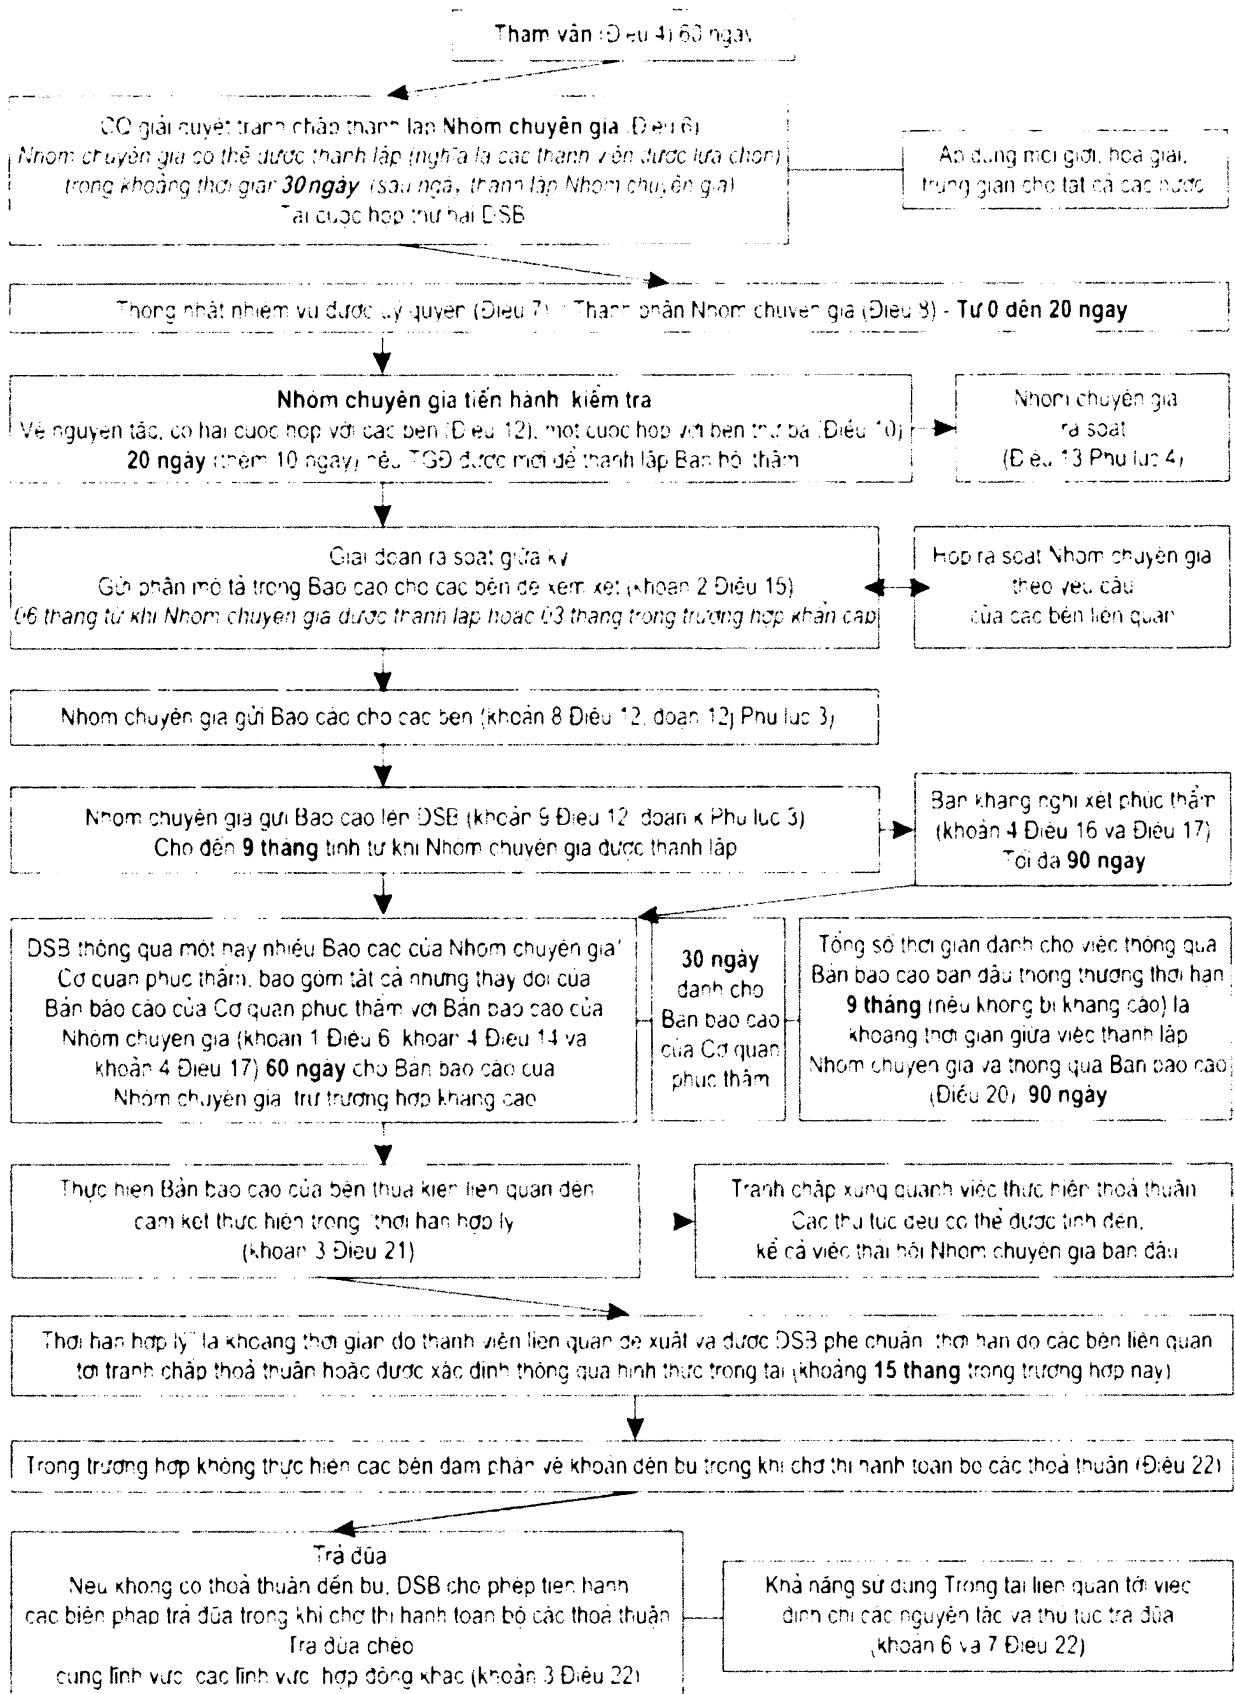 Tham vấn (Điều 4) 60 ngày
CQ giải quyết tranh chấp thành lập Nhóm chuyên gia (Điều 6)
Nhóm chuyên gia có thể được thành lập (nghĩa là các thành viên được lựa chọn)
trong khoảng thời gian 30 ngày (sau ngày thành lập Nhóm chuyên gia)
Tại cuộc họp thứ hai DSB
Áp dụng môi giới, hoà giải,
trung gian cho tất cả các nước
Thống nhất nhiệm vụ được uỷ quyền (Điều 7) Thành phần Nhóm chuyên gia (Điều 8) - Từ 0 đến 20 ngày
Nhóm chuyên gia tiến hành kiểm tra
Về nguyên tắc, có hai cuộc họp với các bên (Điều 12), một cuộc họp với bên thứ ba (Điều 10)
20 ngày (thêm 10 ngày) nếu TGĐ được mời để thành lập Ban hội thẩm
Nhóm chuyên gia
rà soát
(Điều 13 Phụ lục 4)
Giai đoạn rà soát giữa kỳ
Gửi phần mô tả trong Báo cáo cho các bên để xem xét (khoản 2 Điều 15)
06 tháng từ khi Nhóm chuyên gia được thành lập hoặc 03 tháng trong trường hợp khẩn cấp
Họp rà soát Nhóm chuyên gia
theo yêu cầu
của các bên liên quan
Nhóm chuyên gia gửi Báo cáo cho các bên (khoản 8 Điều 12, đoạn 12j Phụ lục 3)
Nhóm chuyên gia gửi Báo cáo lên DSB (khoản 9 Điều 12 đoạn k Phụ lục 3)
Cho đến 9 tháng tính từ khi Nhóm chuyên gia được thành lập
Bản kháng nghị xét phúc thẩm
(khoản 4 Điều 16 và Điều 17)
Tối đa 90 ngày
DSB thông qua một hay nhiều Báo cáo của Nhóm chuyên gia/
Cơ quan phúc thẩm, bao gồm tất cả những thay đổi của
Bản báo cáo của Cơ quan phúc thẩm với Bản báo cáo của
Nhóm chuyên gia (khoản 1 Điều 6 khoản 4 Điều 14 và
khoản 4 Điều 17) 60 ngày cho Bản báo cáo của
Nhóm chuyên gia trừ trường hợp kháng cáo
30 ngày
dành cho
Bản báo cáo
của Cơ quan
phúc thẩm
Tổng số thời gian dành cho việc thông qua
Bản báo cáo ban đầu thông thường thời hạn
9 tháng (nếu không bị kháng cáo) là
khoảng thời gian giữa việc thành lập
Nhóm chuyên gia và thông qua Bản báo cáo
(Điều 20) 90 ngày
Thực hiện Bản báo cáo của bên thua kiện liên quan đến
cam kết thực hiện trong "thời hạn hợp lý
(khoản 3 Điều 21)
Tranh chấp xung quanh việc thực hiện thoả thuận
Các thủ tục đều có thể được tính đến,
kể cả việc thái hồi Nhóm chuyên gia ban đầu
Thời hạn hợp lý" là khoảng thời gian do thành viên liên quan đề xuất và được DSB phê chuẩn thời hạn do các bên liên quan
tới tranh chấp thoả thuận hoặc được xác định thông qua hình thức trọng tài (khoảng 15 tháng trong trường hợp này)
Trong trường hợp không thực hiện các bên đàm phán về khoản đền bù trong khi chờ thi hành toàn bộ các thoả thuận (Điều 22)
Trả đũa
Nếu không có thoả thuận đền bù, DSB cho phép tiến hành
các biện pháp trả đũa trong khi chờ thi hành toàn bộ các thoả thuận
Trả đũa chéo
cùng lĩnh vực các lĩnh vực hợp đồng khác (khoản 3 Điều 22)
Khả năng sử dụng Trọng tài liên quan tới việc
đình chỉ các nguyên tắc và thủ tục trả đũa
(khoản 6 và 7 Điều 22)